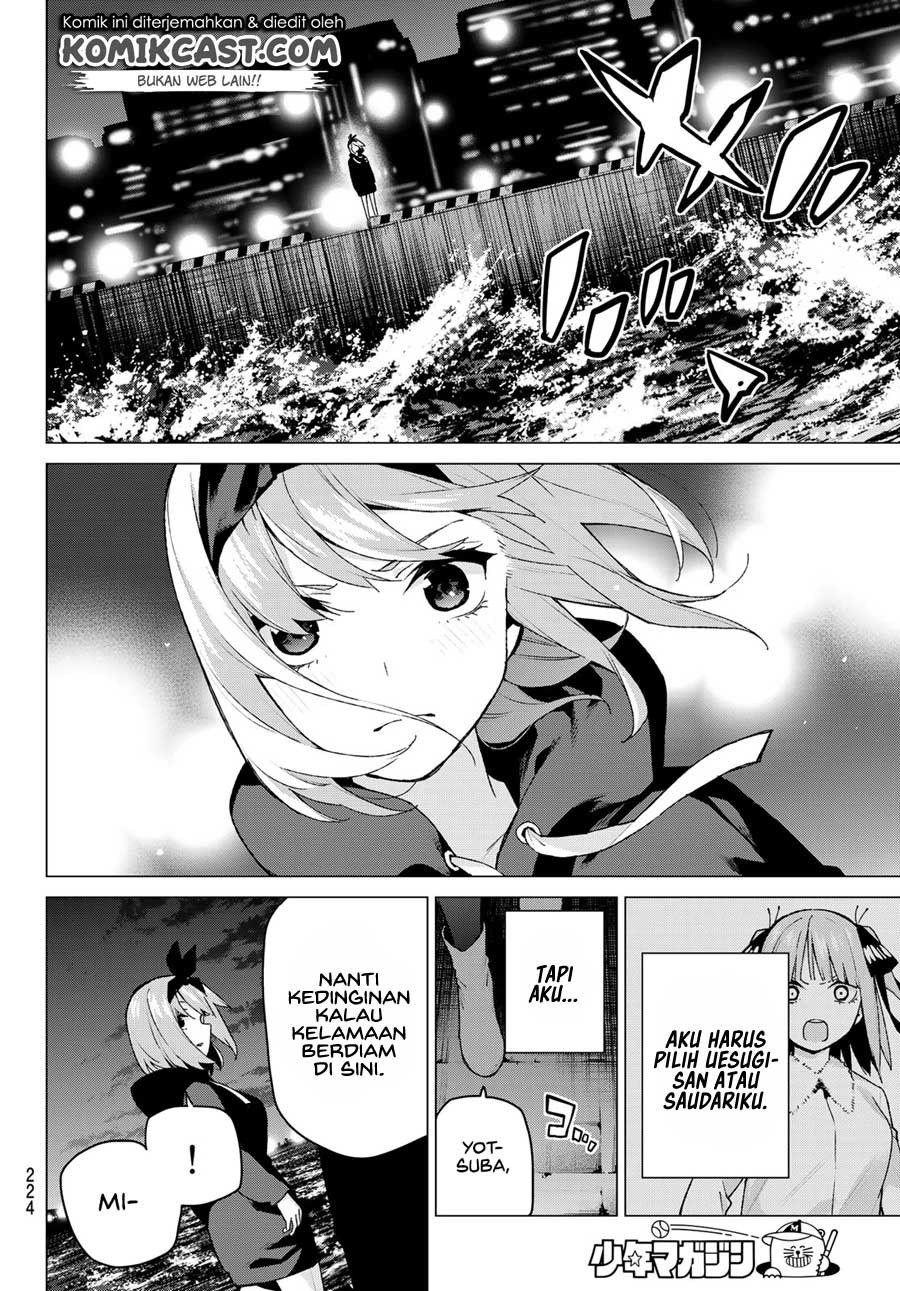 Komik ini diterjemahkan & diedit oleh
KOMIKCAST.COM
BUKAN WEB LAIN!!
AKU HARUS
PILIH UESUGI-
SAN ATAU
SAUDARIKU.
TAPI
AKU...
YOT-
SUBA,
コ...
NANTI
KEDINGINAN
KALAU
KELAMAAN
BERDIAM
DI SINI.
!
MI-
224
少年マガジン
M